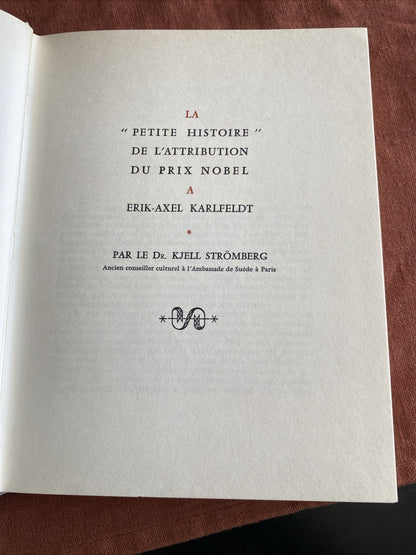 LA
" PETITE HISTOIRE "
DE L'ATTRIBUTION
DU PRIX NOBEL
A
ERIK-AXEL KARLFELDT
*
PAR LE DR. KJELL STRÖMBERG
Ancien conseiller culturel à l'Ambassade de Suède à Paris